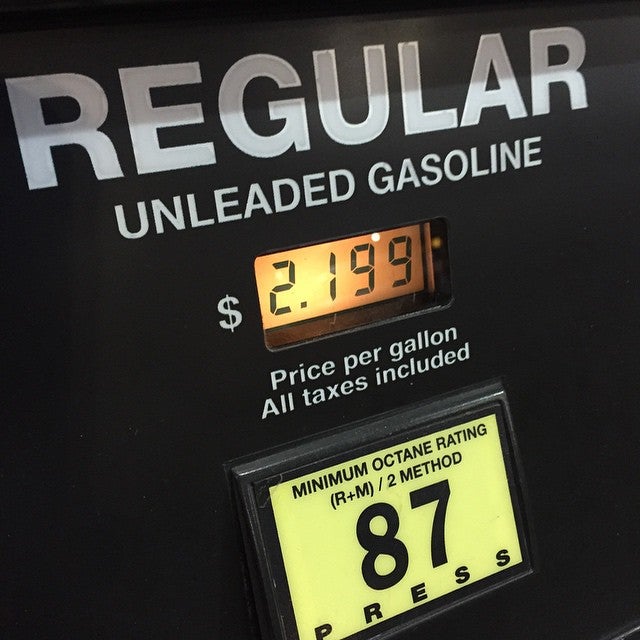 REGULAR
UNLEADED GASOLINE
$ 2.199
Price per gallon
All taxes included
MINIMUM OCTANE RATING
(R+M) / 2 METHOD
87
PRESS